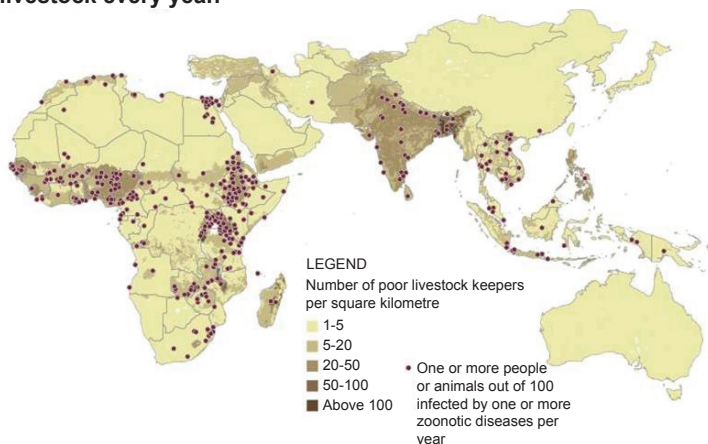 livestock every year.
LEGEND
Number of poor livestock keepers
per square kilometre
1-5
5-20
20-50
50-100
Above 100
One or more people
or animals out of 100
infected by one or more
zoonotic diseases per
year